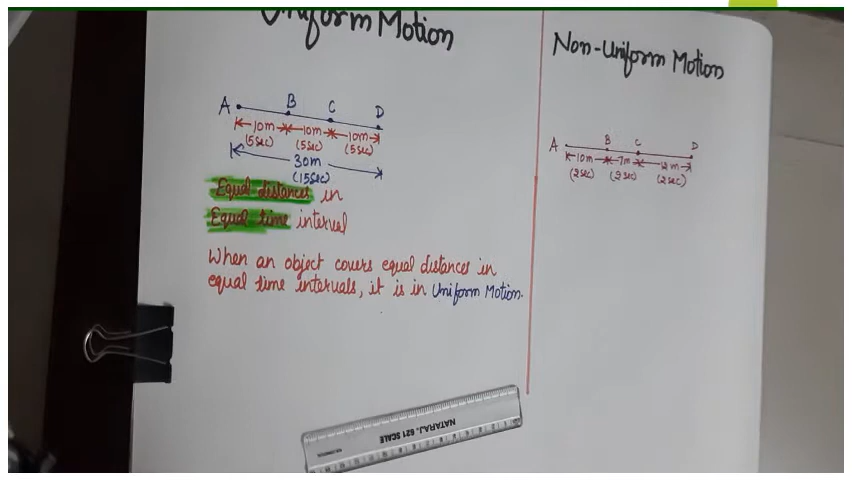 Uniform Motion
A B C D
10m 10m 10m
(5sec) (5sec) (5sec)
30m
(15sec)
Equal distances in
Equal time interval
When an object covers equal distances in
equal time intervals, it is in Uniform Motion.
Non-Uniform Motion
A B C D
10m 7m 12m
(2sec) (2sec) (2sec)
NATARAJ. 621 SCALE